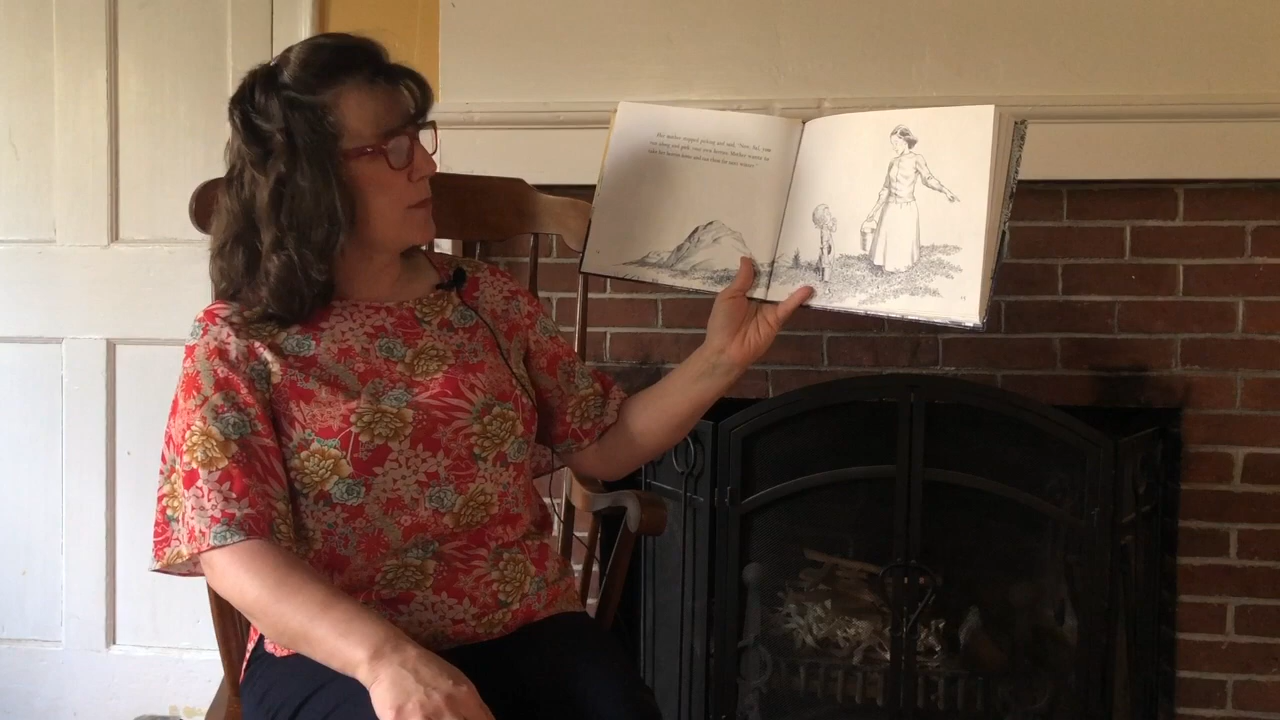 Her mother stopped picking and said, "Now, Sal, you
run along and pick your own berries. Mother wants to
take her berries home and can them for next winter."